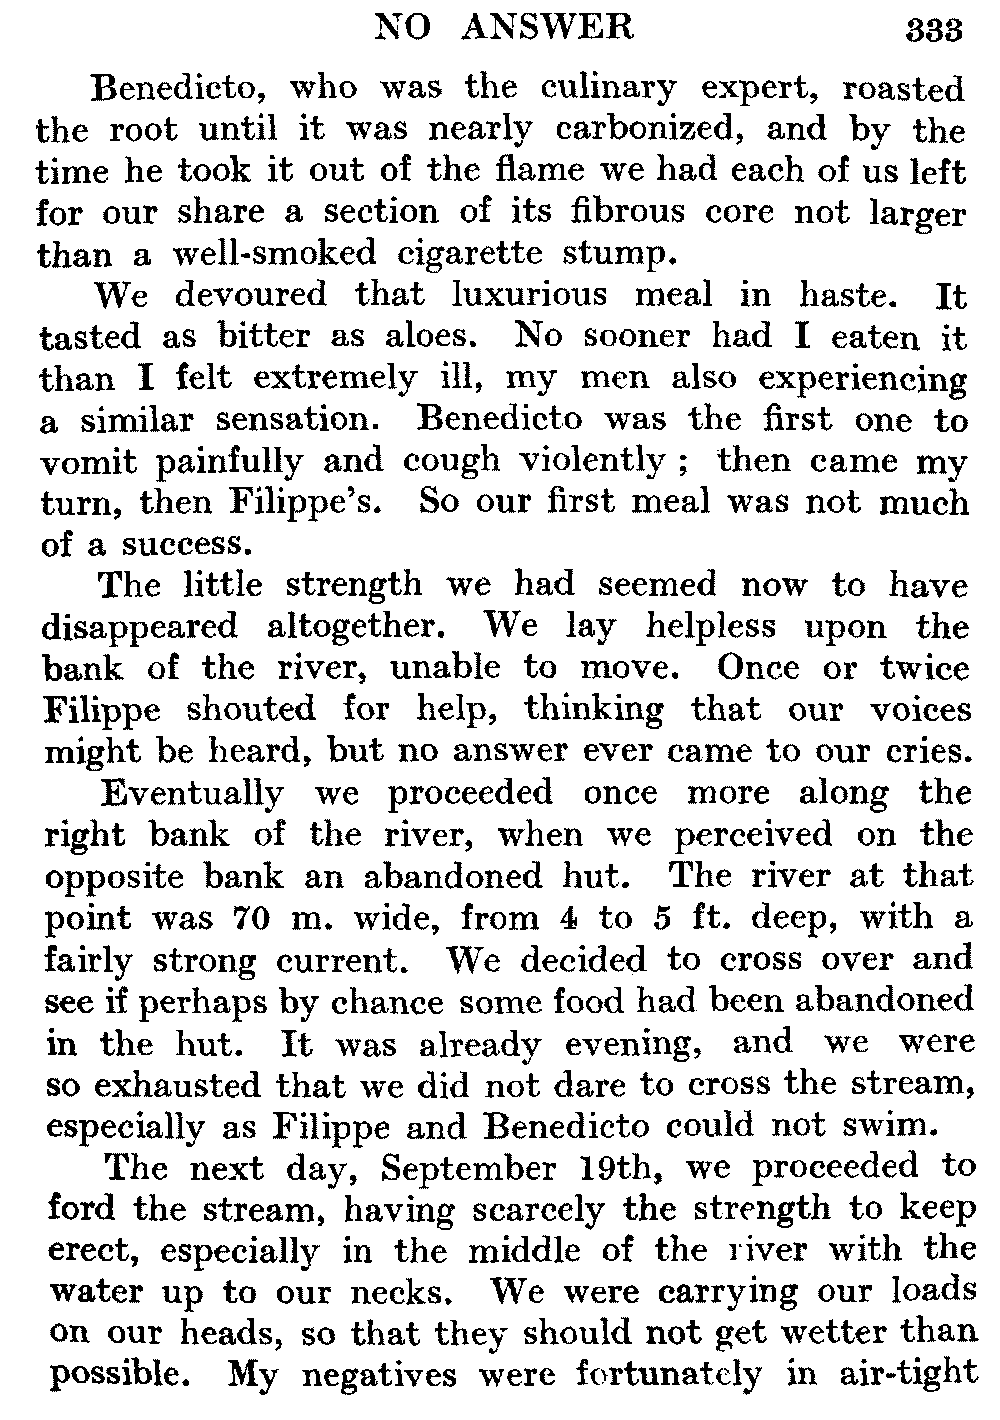 NO ANSWER 333
Benedicto, who was the culinary expert, roasted
the root until it was nearly carbonized, and by the
time he took it out of the flame we had each of us left
for our share a section of its fibrous core not larger
than a well-smoked cigarette stump.
We devoured that luxurious meal in haste. It
tasted as bitter as aloes. No sooner had I eaten it
than I felt extremely ill, my men also experiencing
a similar sensation. Benedicto was the first one to
vomit painfully and cough violently ; then came my
turn, then Filippe's. So our first meal was not much
of a success.
The little strength we had seemed now to have
disappeared altogether. We lay helpless upon the
bank of the river, unable to move. Once or twice
Filippe shouted for help, thinking that our voices
might be heard, but no answer ever came to our cries.
Eventually we proceeded once more along the
right bank of the river, when we perceived on the
opposite bank an abandoned hut. The river at that
point was 70 m. wide, from 4 to 5 ft. deep, with a
fairly strong current. We decided to cross over and
see if perhaps by chance some food had been abandoned
in the hut. It was already evening, and we were
so exhausted that we did not dare to cross the stream,
especially as Filippe and Benedicto could not swim.
The next day, September 19th, we proceeded to
ford the stream, having scarcely the strength to keep
erect, especially in the middle of the river with the
water up to our necks. We were carrying our loads
on our heads, so that they should not get wetter than
possible. My negatives were fortunately in air-tight